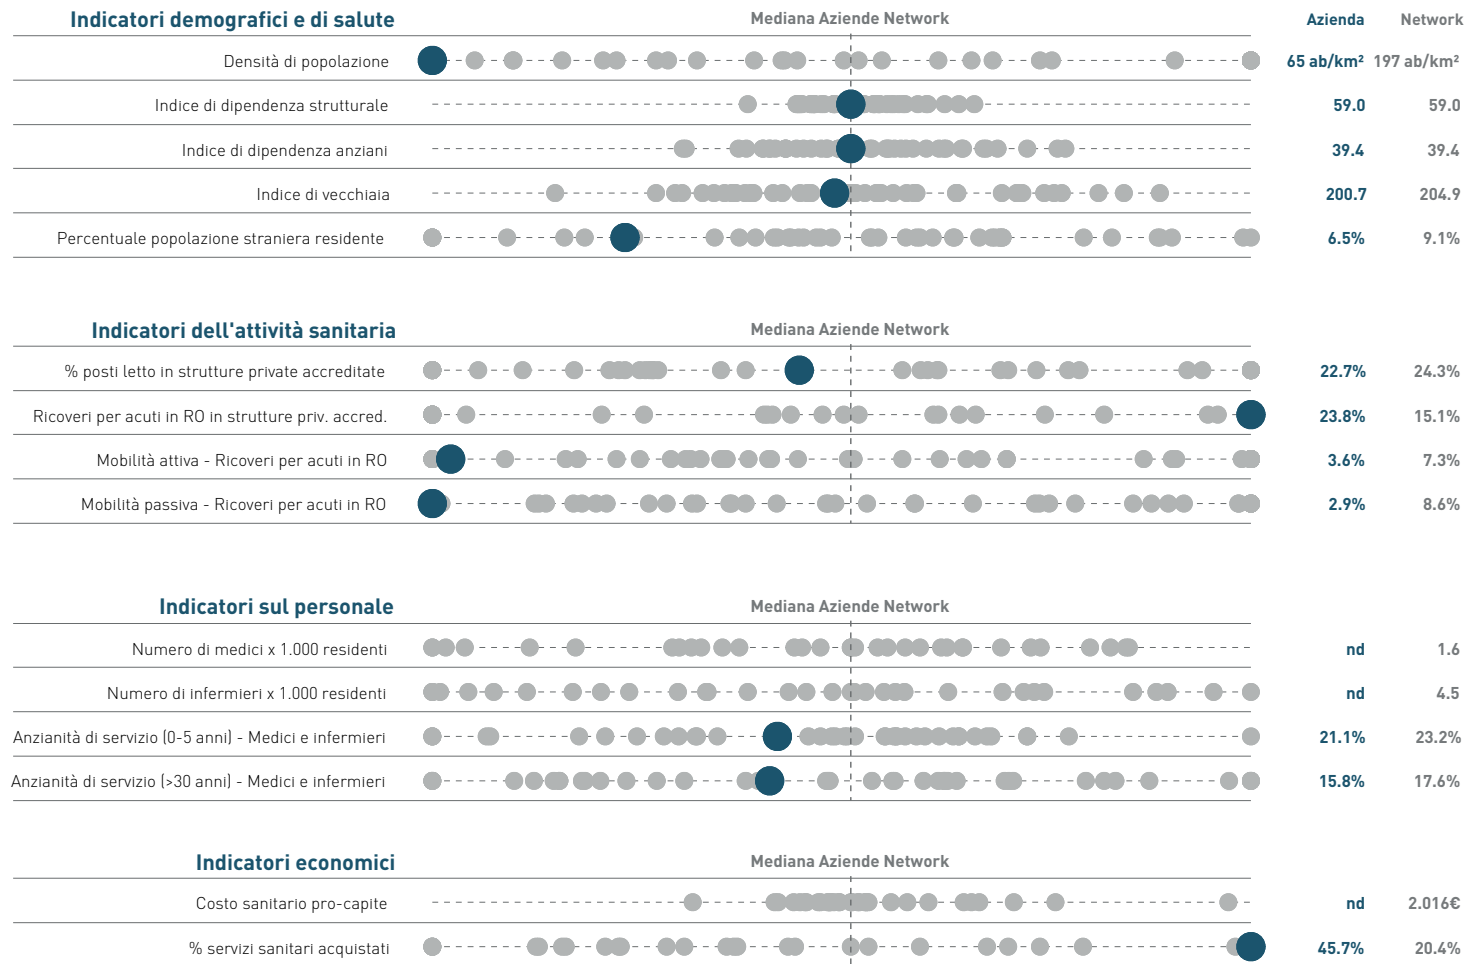 Indicatori demografici e di salute Mediana Aziende Network Azienda Network
Densità di popolazione 65 ab/km² 197 ab/km²
Indice di dipendenza strutturale 59.0 59.0
Indice di dipendenza anziani 39.4 39.4
Indice di vecchiaia 200.7 204.9
Percentuale popolazione straniera residente 6.5% 9.1%
Indicatori dell'attività sanitaria Mediana Aziende Network
% posti letto in strutture private accreditate 22.7% 24.3%
Ricoveri per acuti in RO in strutture priv. accred. 23.8% 15.1%
Mobilità attiva - Ricoveri per acuti in RO 3.6% 7.3%
Mobilità passiva - Ricoveri per acuti in RO 2.9% 8.6%
Indicatori sul personale Mediana Aziende Network
Numero di medici x 1.000 residenti nd 1.6
Numero di infermieri x 1.000 residenti nd 4.5
Anzianità di servizio (0-5 anni) - Medici e infermieri 21.1% 23.2%
Anzianità di servizio (>30 anni) - Medici e infermieri 15.8% 17.6%
Indicatori economici Mediana Aziende Network
Costo sanitario pro-capite nd 2.016€
% servizi sanitari acquistati 45.7% 20.4%